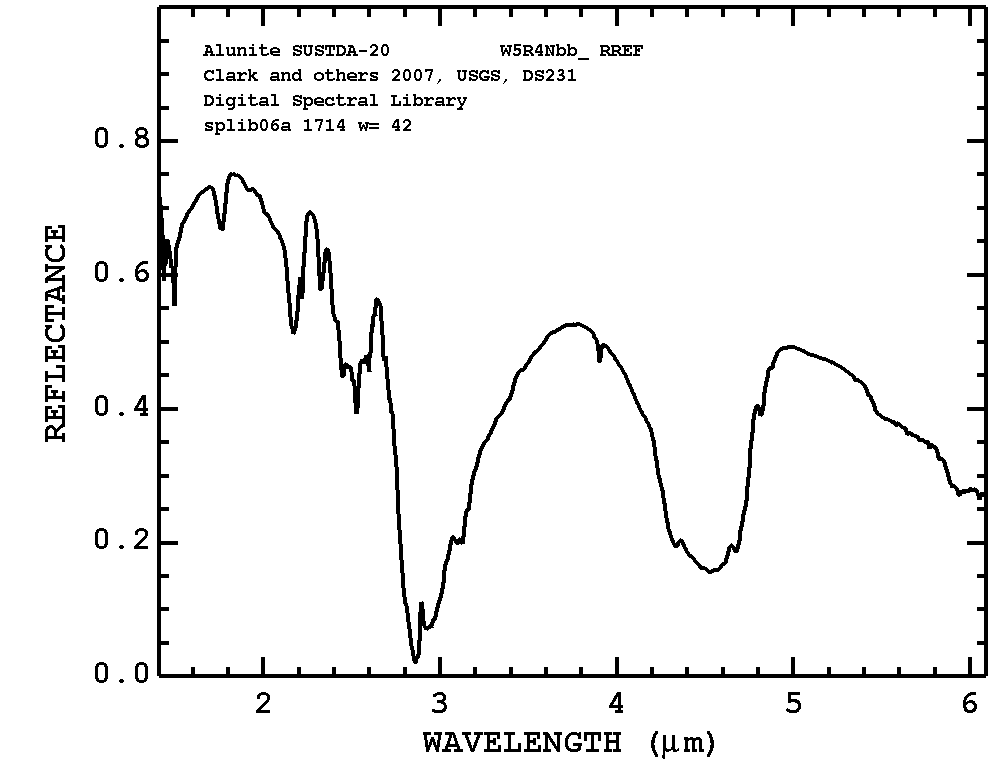 Alunite SUSTDA-20 W5R4Nbb_ RREF
Clark and others 2007, USGS, DS231
Digital Spectral Library
splib06a 1714 w= 42
REFLECTANCE
0.8
0.6
0.4
0.2
0.0
2 3 4 5 6
WAVELENGTH (μm)